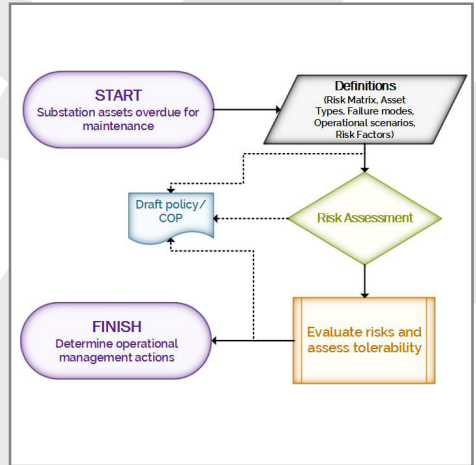 START
Substation assets overdue for
maintenance
Definitions
(Risk Matrix, Asset
Types, Failure modes,
Operational scenarios,
Risk Factors)
Draft policy/
COP
Risk Assessment
FINISH
Determine operational
management actions
Evaluate risks and
assess tolerability